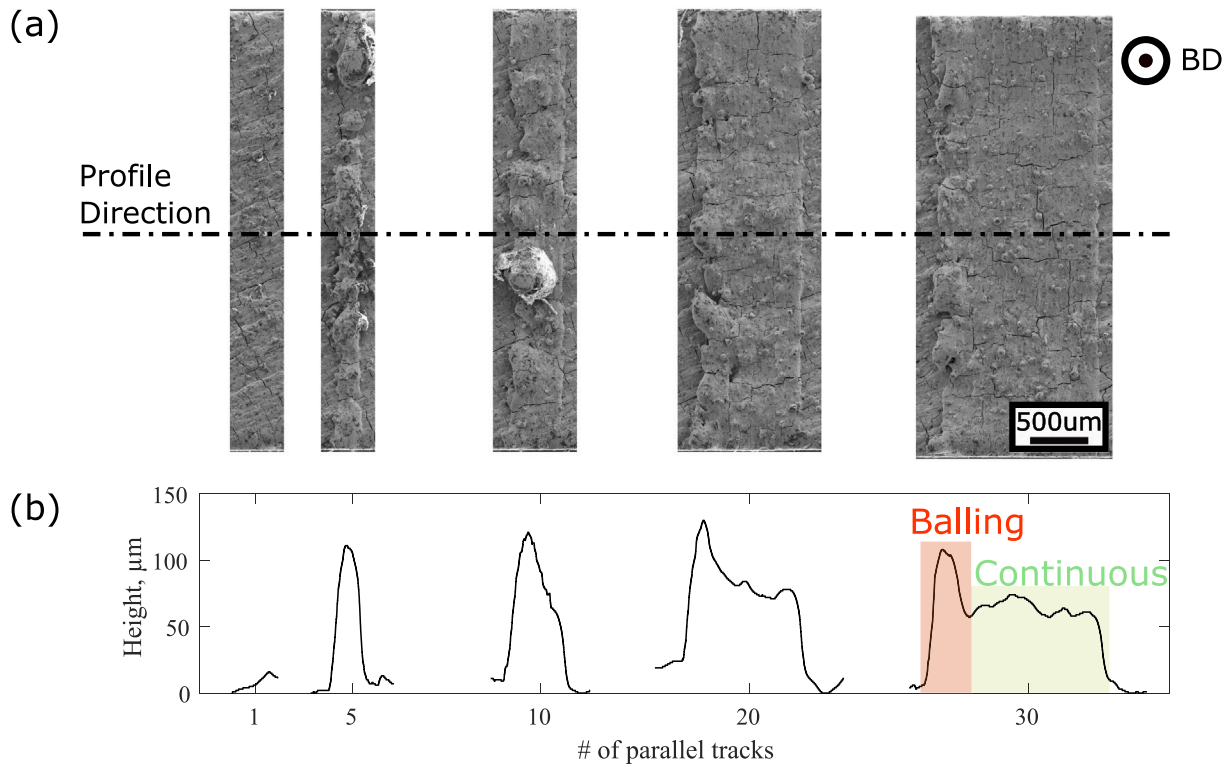 (a)
BD
Profile
Direction
500um
(b)
150
100
50
0
Height, μm
Balling
Continuous
1 5 10 20 30
# of parallel tracks